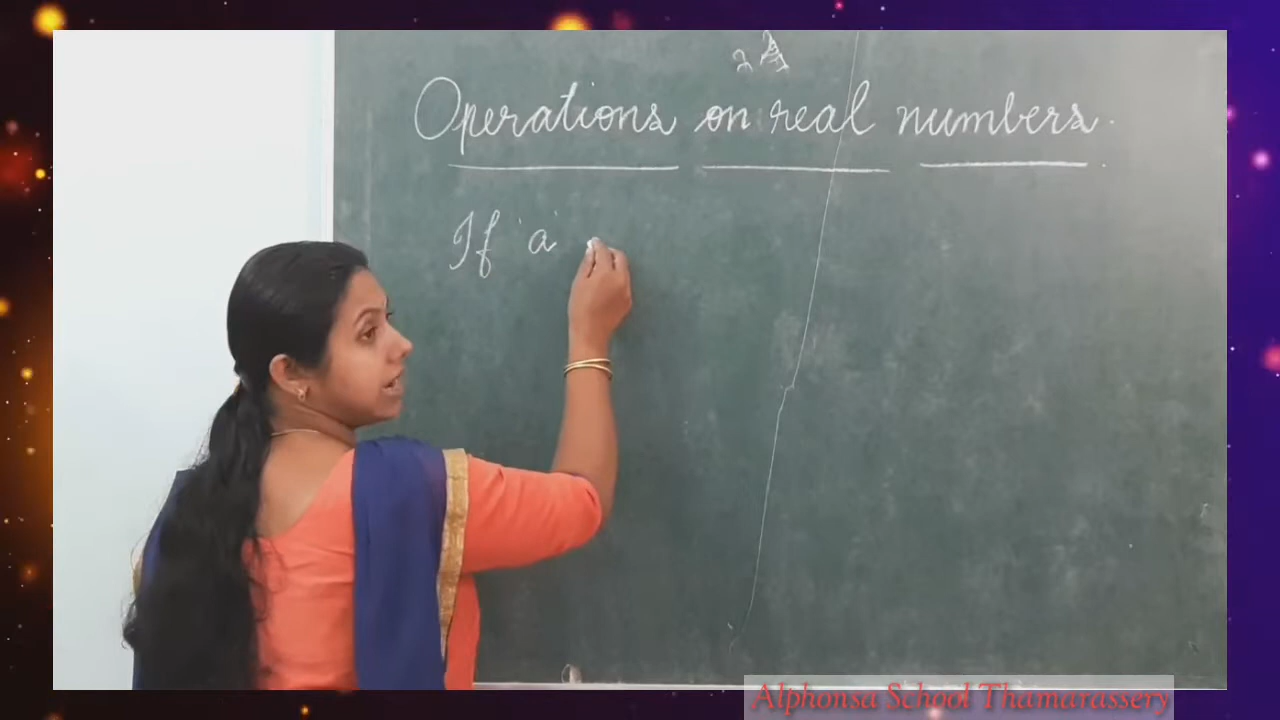 Operations on real numbers.
If 'a'
Alphonsa School Thamarassery